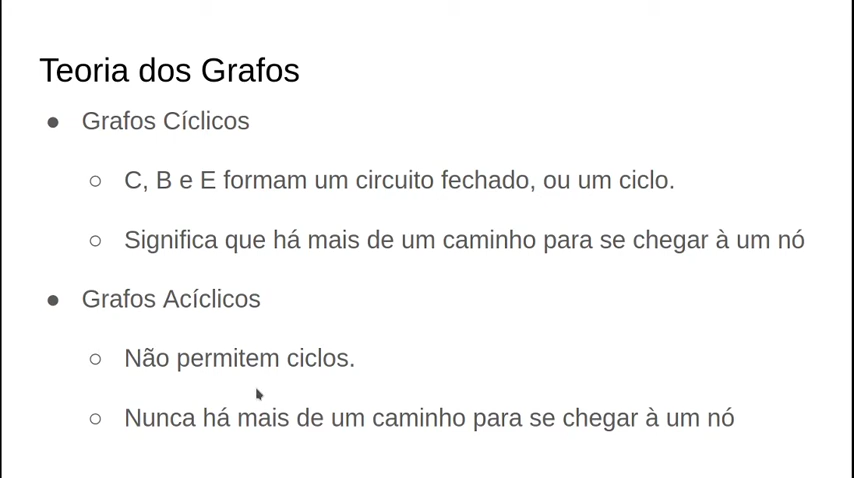 Teoria dos Grafos
● Grafos Cíclicos
○ C, B e E formam um circuito fechado, ou um ciclo.
○ Significa que há mais de um caminho para se chegar à um nó
● Grafos Acíclicos
○ Não permitem ciclos.
○ Nunca há mais de um caminho para se chegar à um nó